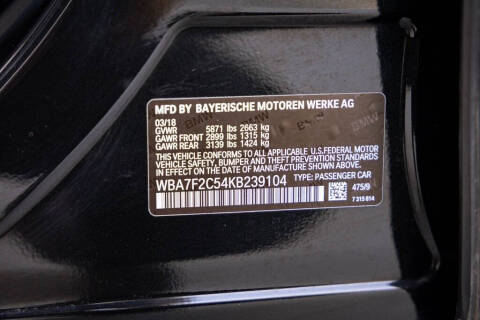 MFD BY BAYERISCHE MOTOREN WERKE AG
03/18
GVWR 5871 lbs 2663 kg
GAWR FRONT 2899 lbs 1315 kg
GAWR REAR 3139 lbs 1424 kg
THIS VEHICLE CONFORMS TO ALL APPLICABLE U.S.FEDERAL MOTOR
VEHICLE SAFETY, BUMPER, AND THEFT PREVENTION STANDARDS
IN EFFECT ON THE DATE OF MANUFACTURE SHOWN ABOVE.
WBA7F2C54KB239104 TYPE: PASSENGER CAR
475/9
7 315 814